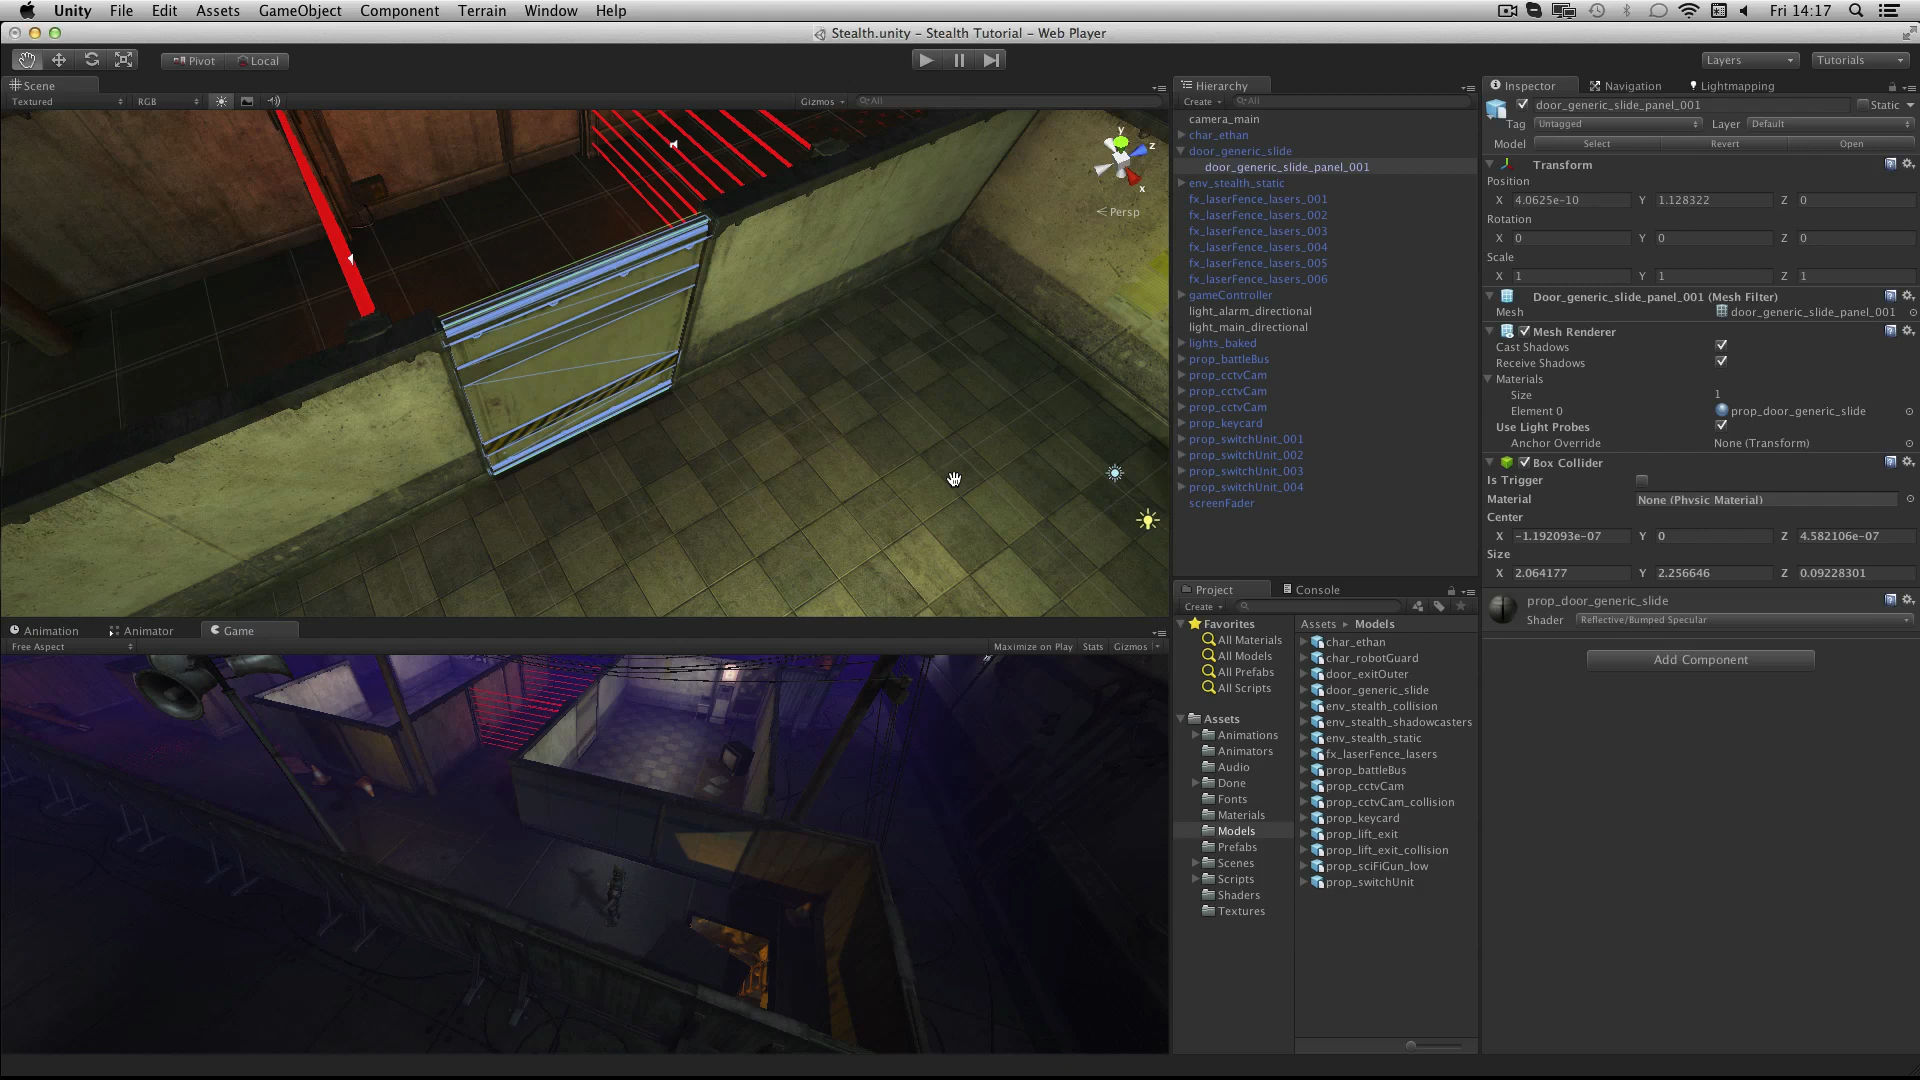 Unity File Edit Assets GameObject Component Terrain Window Help Fri 14:17
Stealth.unity – Stealth Tutorial – Web Player
Pivot Local Layers Tutorials
Scene
Textured RGB Gizmos All
y z x
Persp
Animation Animator Game
Free Aspect Maximize on Play Stats Gizmos
Hierarchy
Create All
camera_main
char_ethan
door_generic_slide
door_generic_slide_panel_001
env_stealth_static
fx_laserFence_lasers_001
fx_laserFence_lasers_002
fx_laserFence_lasers_003
fx_laserFence_lasers_004
fx_laserFence_lasers_005
fx_laserFence_lasers_006
gameController
light_alarm_directional
light_main_directional
lights_baked
prop_battleBus
prop_cctvCam
prop_cctvCam
prop_cctvCam
prop_keycard
prop_switchUnit_001
prop_switchUnit_002
prop_switchUnit_003
prop_switchUnit_004
screenFader
Project Console
Create
Favorites
All Materials
All Models
All Prefabs
All Scripts
Assets
Animations
Animators
Audio
Done
Fonts
Materials
Models
Prefabs
Scenes
Scripts
Shaders
Textures
Assets Models
char_ethan
char_robotGuard
door_exitOuter
door_generic_slide
env_stealth_collision
env_stealth_shadowcasters
env_stealth_static
fx_laserFence_lasers
prop_battleBus
prop_cctvCam
prop_cctvCam_collision
prop_keycard
prop_lift_exit
prop_lift_exit_collision
prop_sciFiGun_low
prop_switchUnit
Inspector Navigation Lightmapping
door_generic_slide_panel_001 Static
Tag Untagged Layer Default
Model Select Revert Open
Transform
Position
X 4.0625e-10 Y 1.128322 Z 0
Rotation
X 0 Y 0 Z 0
Scale
X 1 Y 1 Z 1
Door_generic_slide_panel_001 (Mesh Filter)
Mesh door_generic_slide_panel_001
Mesh Renderer
Cast Shadows
Receive Shadows
Materials
Size 1
Element 0 prop_door_generic_slide
Use Light Probes
Anchor Override None (Transform)
Box Collider
Is Trigger
Material None (Physic Material)
Center
X -1.192093e-07 Y 0 Z 4.582106e-07
Size
X 2.064177 Y 2.256646 Z 0.09228301
prop_door_generic_slide
Shader Reflective/Bumped Specular
Add Component